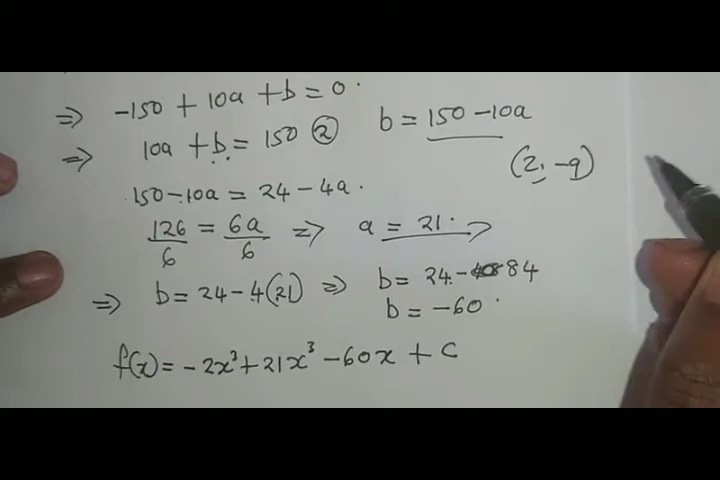 ⇒ -150 + 10a + b = 0.
⇒ 10a + b = 150 ② b = 150 - 10a
(2, -9)
150 - 10a = 24 - 4a.
126/6 = 6a/6 ⇒ a = 21.
⇒ b = 24 - 4(21) ⇒ b = 24 - 84
b = -60.
f(x) = -2x³ + 21x³ - 60x + C